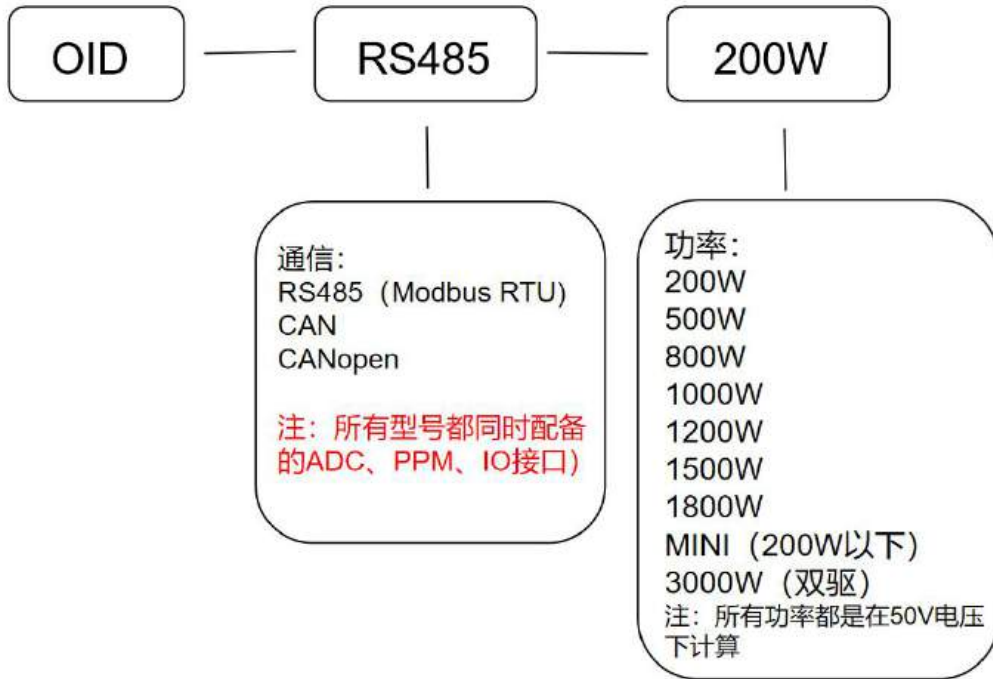 OID
RS485
200W
通信：
RS485（Modbus RTU）
CAN
CANopen
注：所有型号都同时配备
的ADC、PPM、IO接口）
功率：
200W
500W
800W
1000W
1200W
1500W
1800W
MINI（200W以下）
3000W（双驱）
注：所有功率都是在50V电压
下计算